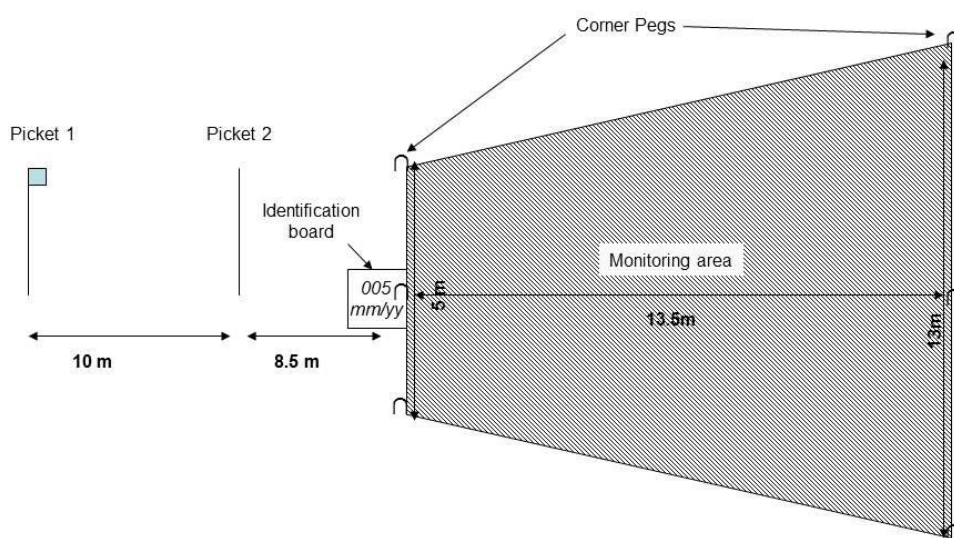 Corner Pegs
Picket 1
Picket 2
Identification
board
005
mm/yy
5 m
Monitoring area
13.5m
13m
10 m
8.5 m